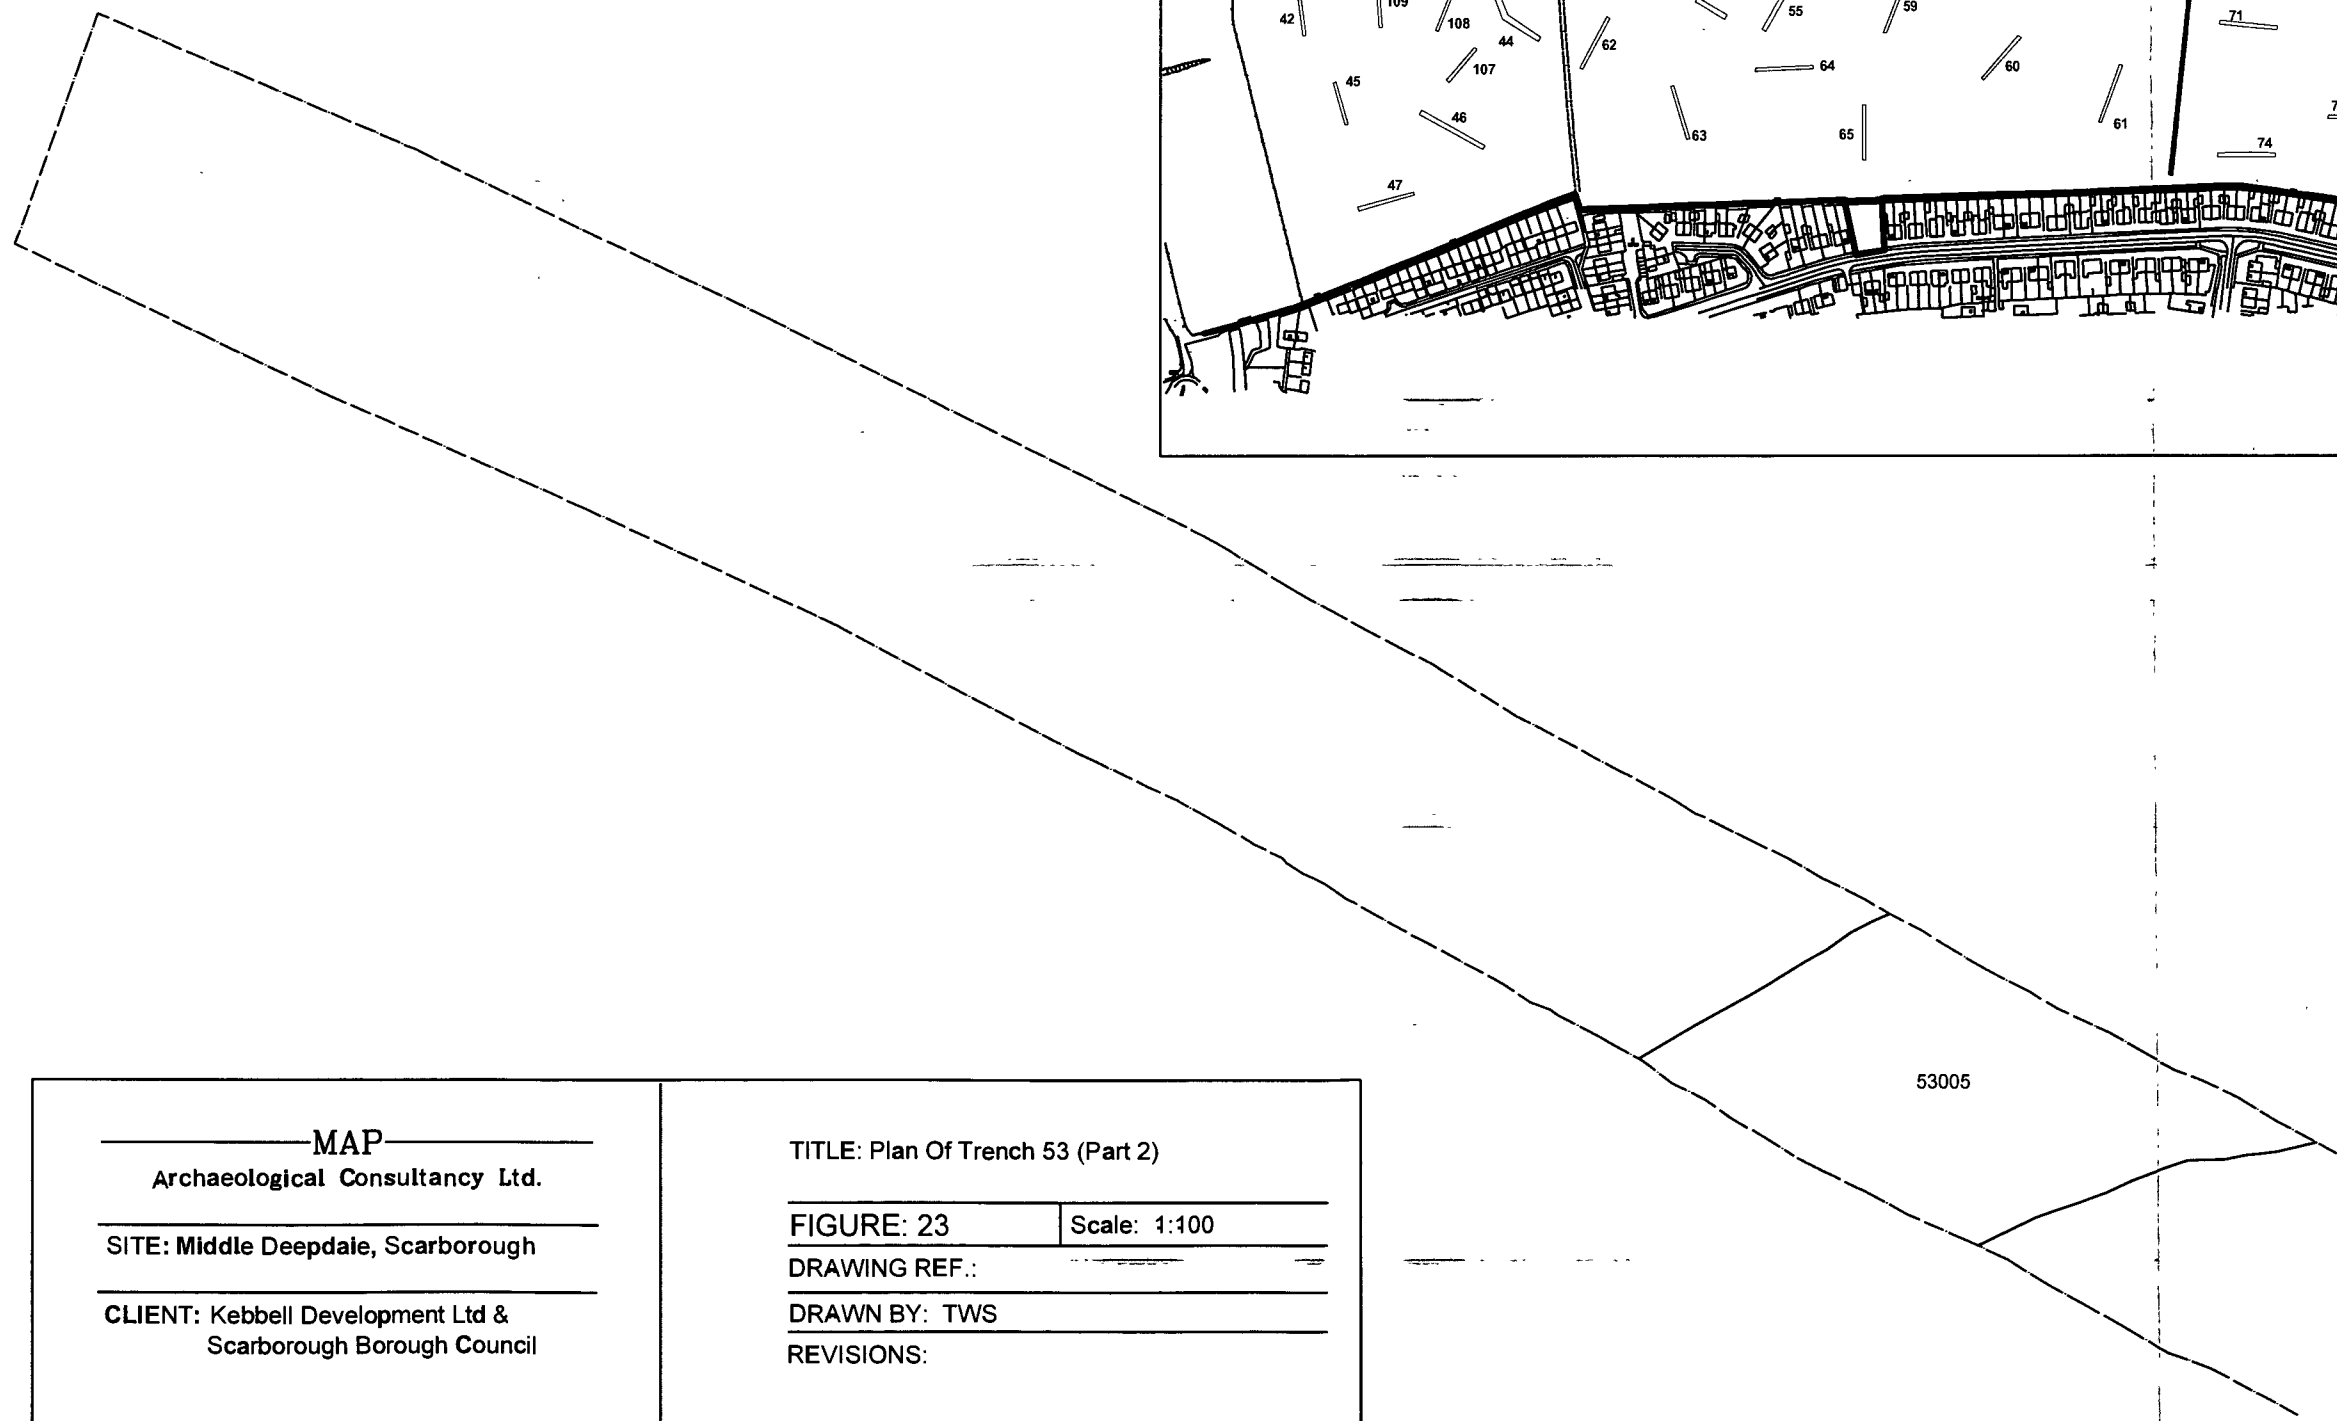 42
109
108
44
62
55
59
71
107
45
64
60
46
63
65
61
7
74
47
53005
MAP
Archaeological Consultancy Ltd.
SITE: Middle Deepdale, Scarborough
CLIENT: Kebbell Development Ltd &
Scarborough Borough Council
TITLE: Plan Of Trench 53 (Part 2)
FIGURE: 23
Scale: 1:100
DRAWING REF.:
DRAWN BY: TWS
REVISIONS: